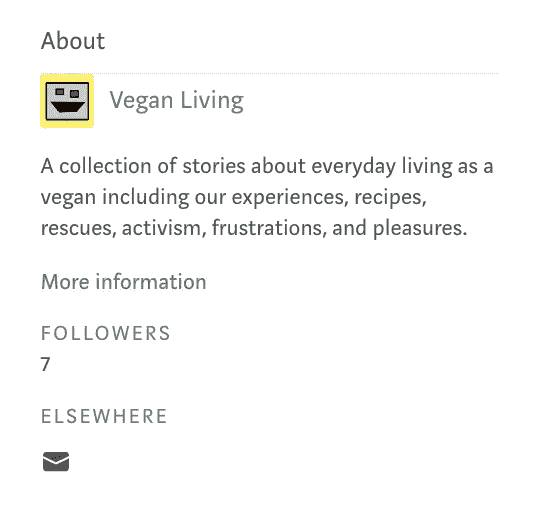 About
Vegan Living
A collection of stories about everyday living as a
vegan including our experiences, recipes,
rescues, activism, frustrations, and pleasures.
More information
FOLLOWERS
7
ELSEWHERE